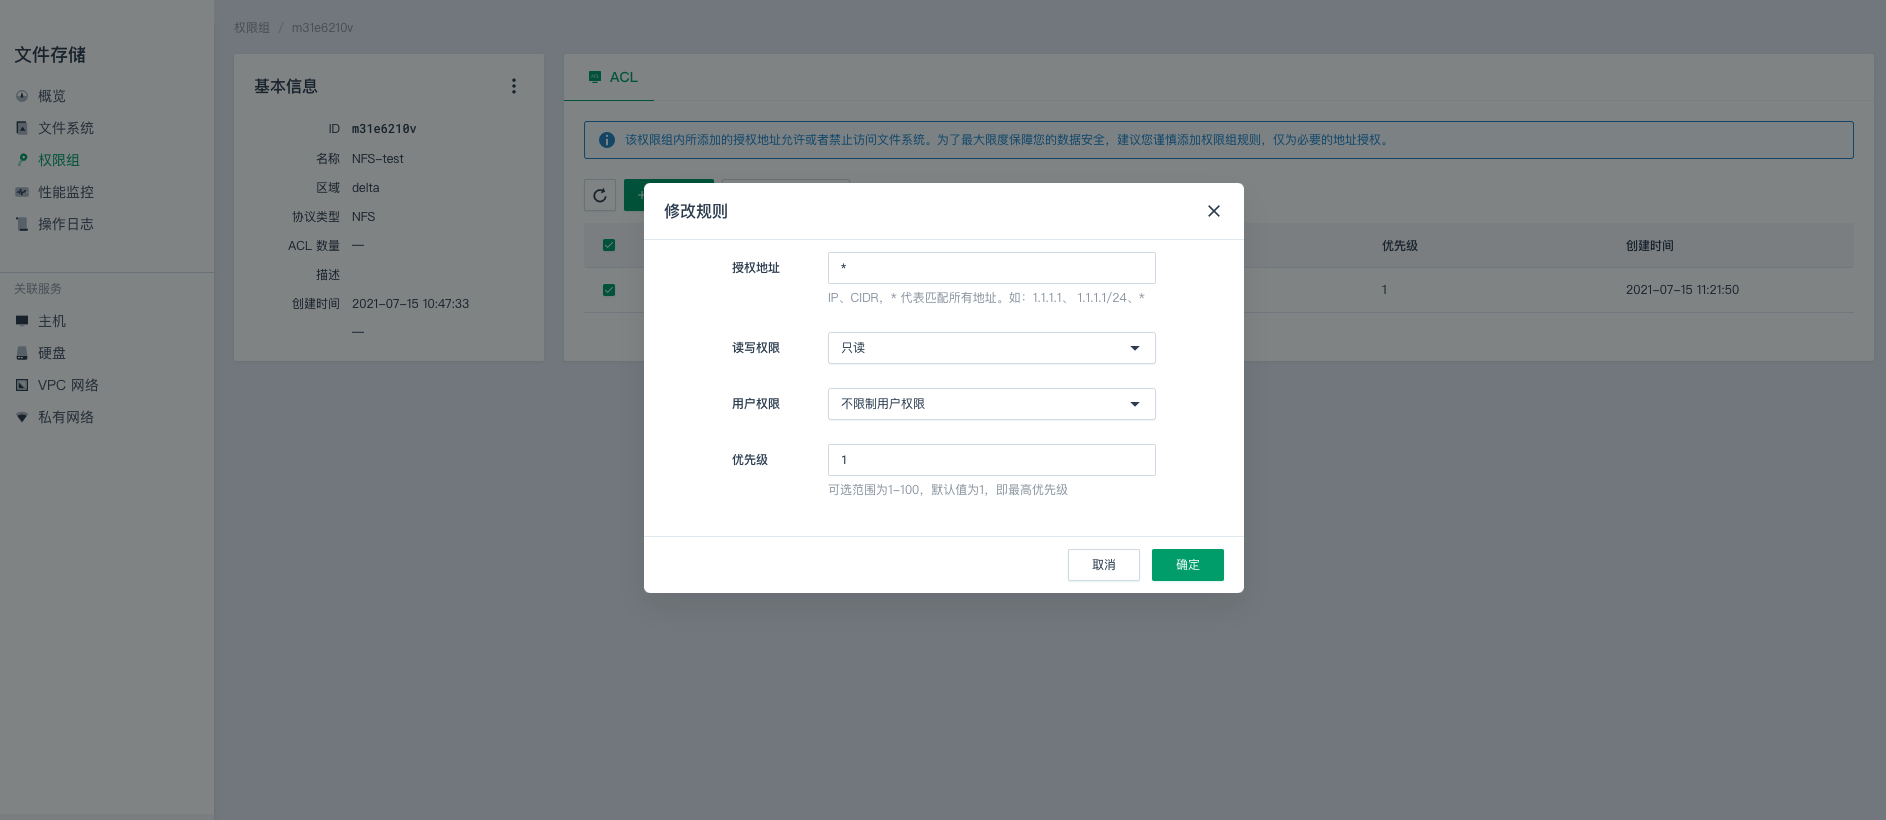 文件存储
概览
文件系统
权限组
性能监控
操作日志
关联服务
主机
硬盘
VPC 网络
私有网络
权限组 / m31e6210v
基本信息
ID m31e6210v
名称 NFS-test
区域 delta
协议类型 NFS
ACL 数量 —
描述
创建时间 2021-07-15 10:47:33
—
ACL
该权限组内所添加的授权地址允许或者禁止访问文件系统。为了最大限度保障您的数据安全，建议您谨慎添加权限组规则，仅为必要的地址授权。
优先级 创建时间
1 2021-07-15 11:21:50
修改规则
授权地址 *
IP、CIDR，* 代表匹配所有地址。如：1.1.1.1、 1.1.1.1/24、*
读写权限 只读
用户权限 不限制用户权限
优先级 1
可选范围为1-100，默认值为1，即最高优先级
取消 确定